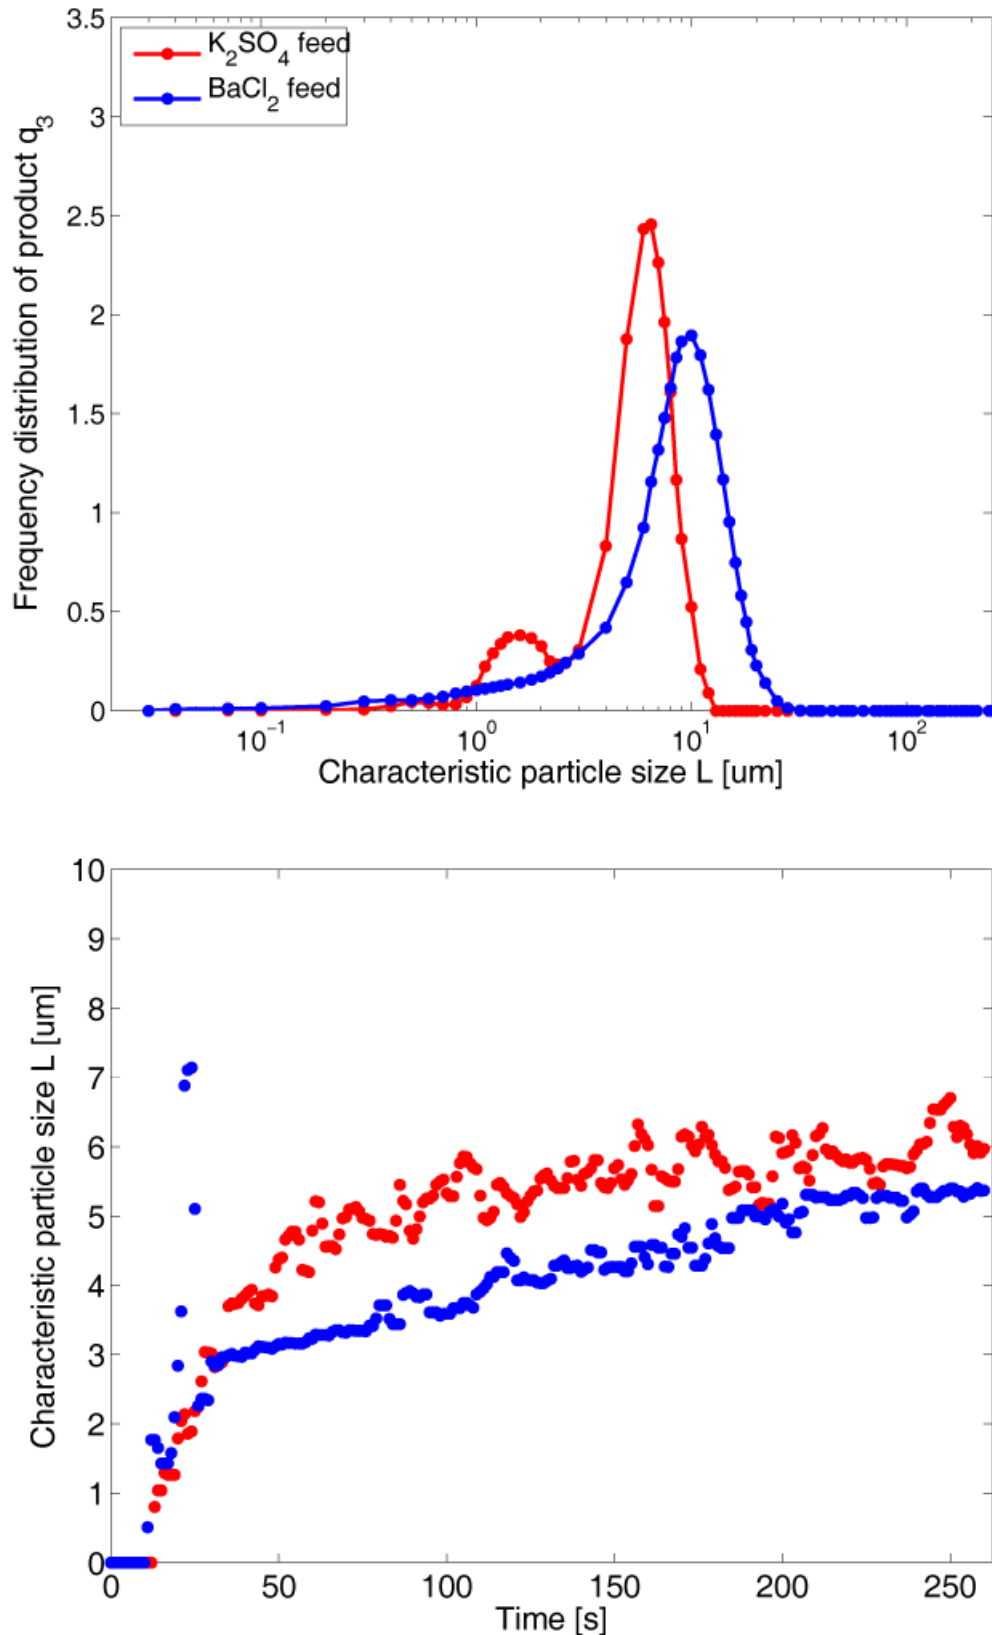 Frequency distribution of product q₃
3.5
3
2.5
2
1.5
1
0.5
0
K₂SO₄ feed
BaCl₂ feed
10⁻¹ 10⁰ 10¹ 10²
Characteristic particle size L [um]
Characteristic particle size L [um]
10
9
8
7
6
5
4
3
2
1
0
0 50 100 150 200 250
Time [s]